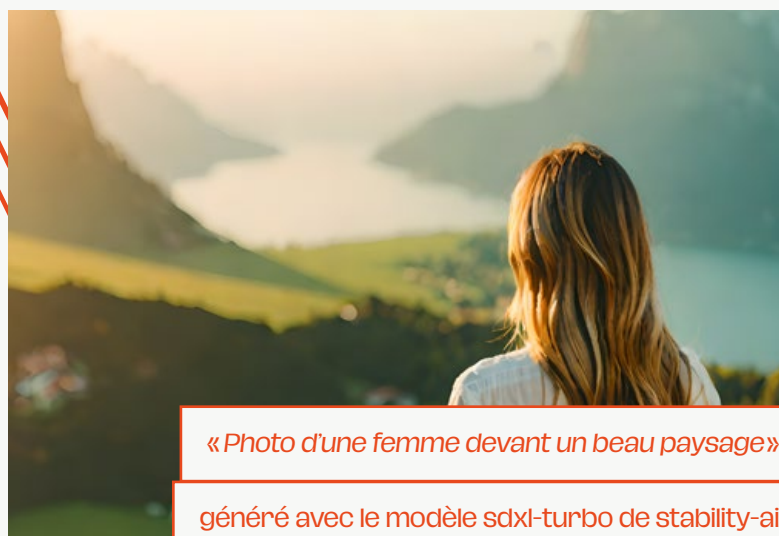 «Photo d'une femme devant un beau paysage»
généré avec le modèle sdxl-turbo de stability-ai